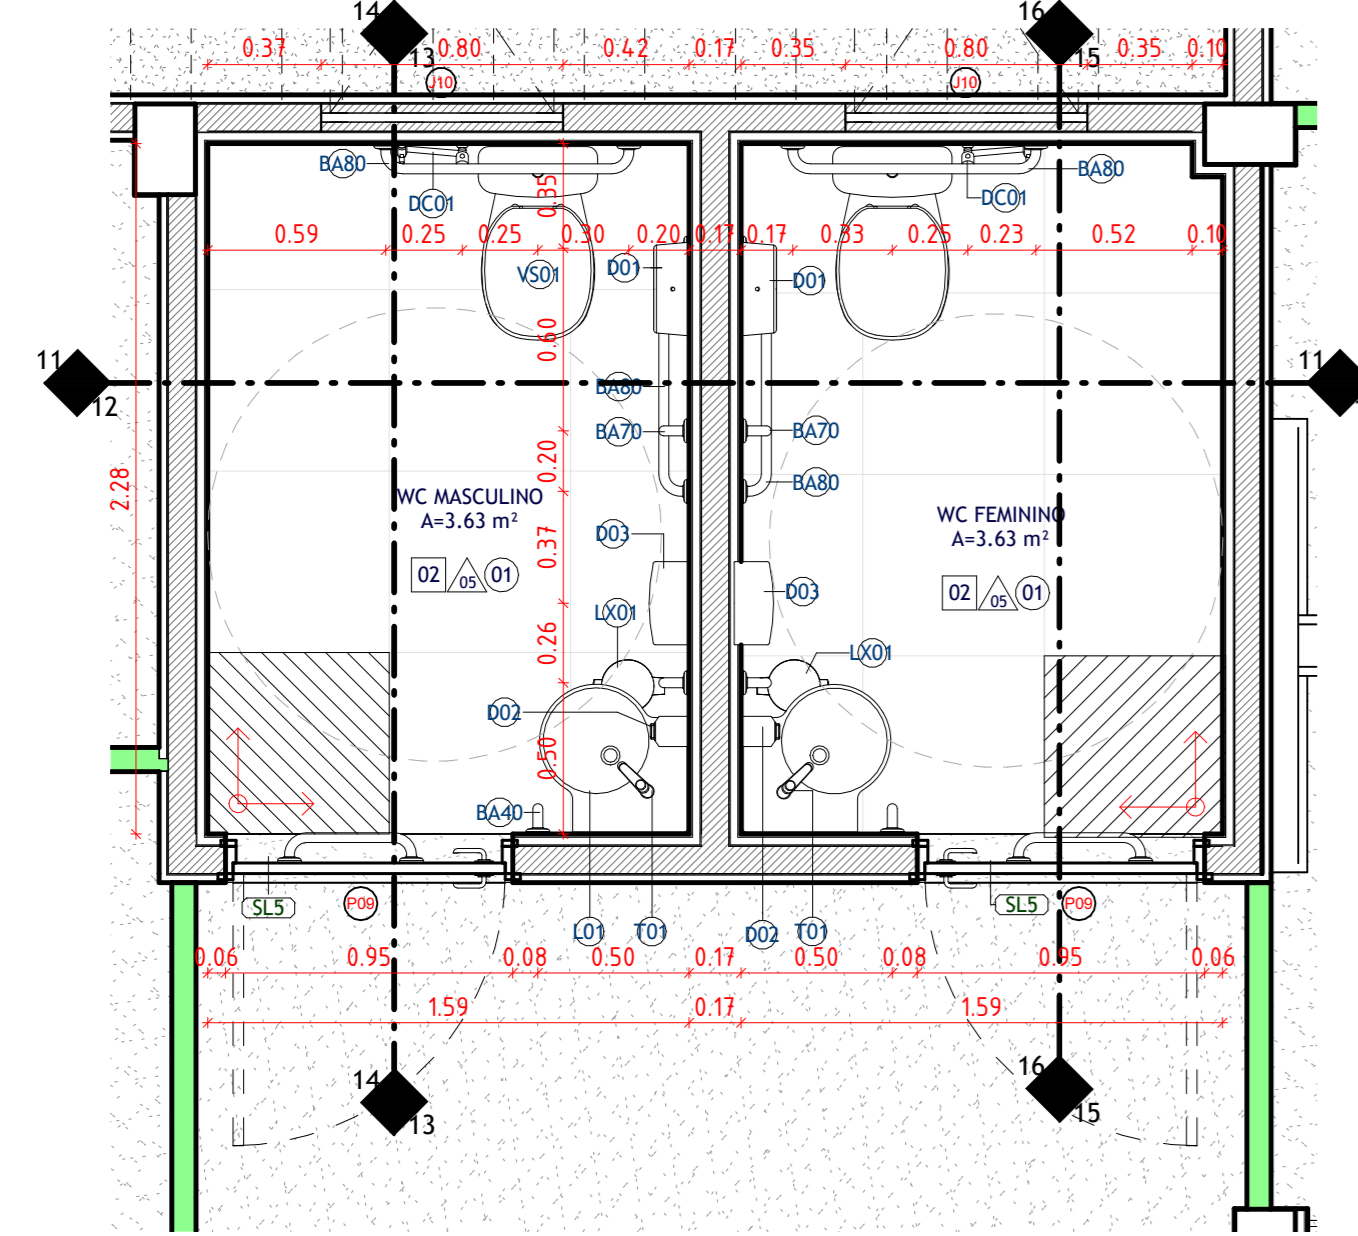 14
16
0.37
0.80
0.42
0.17
0.35
0.80
0.35
0.10
13
15
J10
J10
BA80
DC01
0.35
DC01
BA80
0.59
0.25
0.25
0.30
0.20
0.17
0.17
0.33
0.25
0.23
0.52
0.10
VS01
D01
D01
0.60
11
12
11
BA80
BA70
BA70
0.20
BA80
2.28
WC MASCULINO
A=3.63 m²
WC FEMININO
A=3.63 m²
D03
0.37
02
05
01
02
05
01
D03
LX01
0.26
LX01
D02
0.50
BA40
SL5
P09
SL5
P09
L01
T01
D02
T01
0.06
0.95
0.08
0.50
0.17
0.50
0.08
0.95
0.06
1.59
0.17
1.59
14
13
16
15